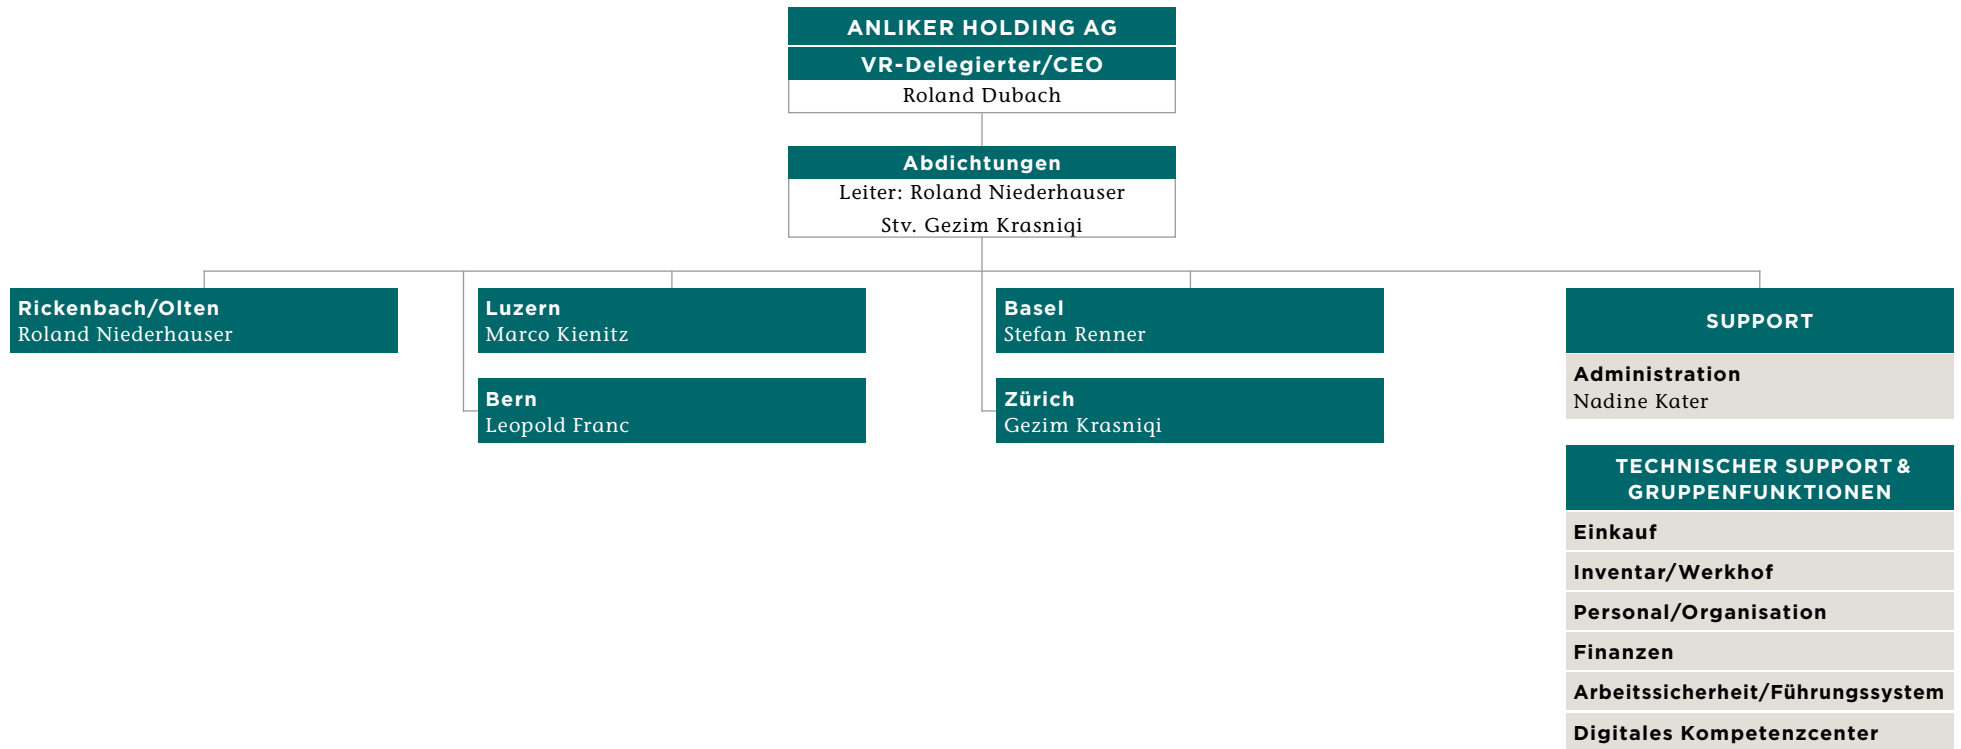 ANLIKER HOLDING AG
VR-Delegierter/CEO
Roland Dubach
Abdichtungen
Leiter: Roland Niederhauser
Stv. Gezim Krasniqi
Rickenbach/Olten
Roland Niederhauser
Luzern
Marco Kienitz
Bern
Leopold Franc
Basel
Stefan Renner
Zürich
Gezim Krasniqi
SUPPORT
Administration
Nadine Kater
TECHNISCHER SUPPORT &
GRUPPENFUNKTIONEN
Einkauf
Inventar/Werkhof
Personal/Organisation
Finanzen
Arbeitssicherheit/Führungssystem
Digitales Kompetenzcenter